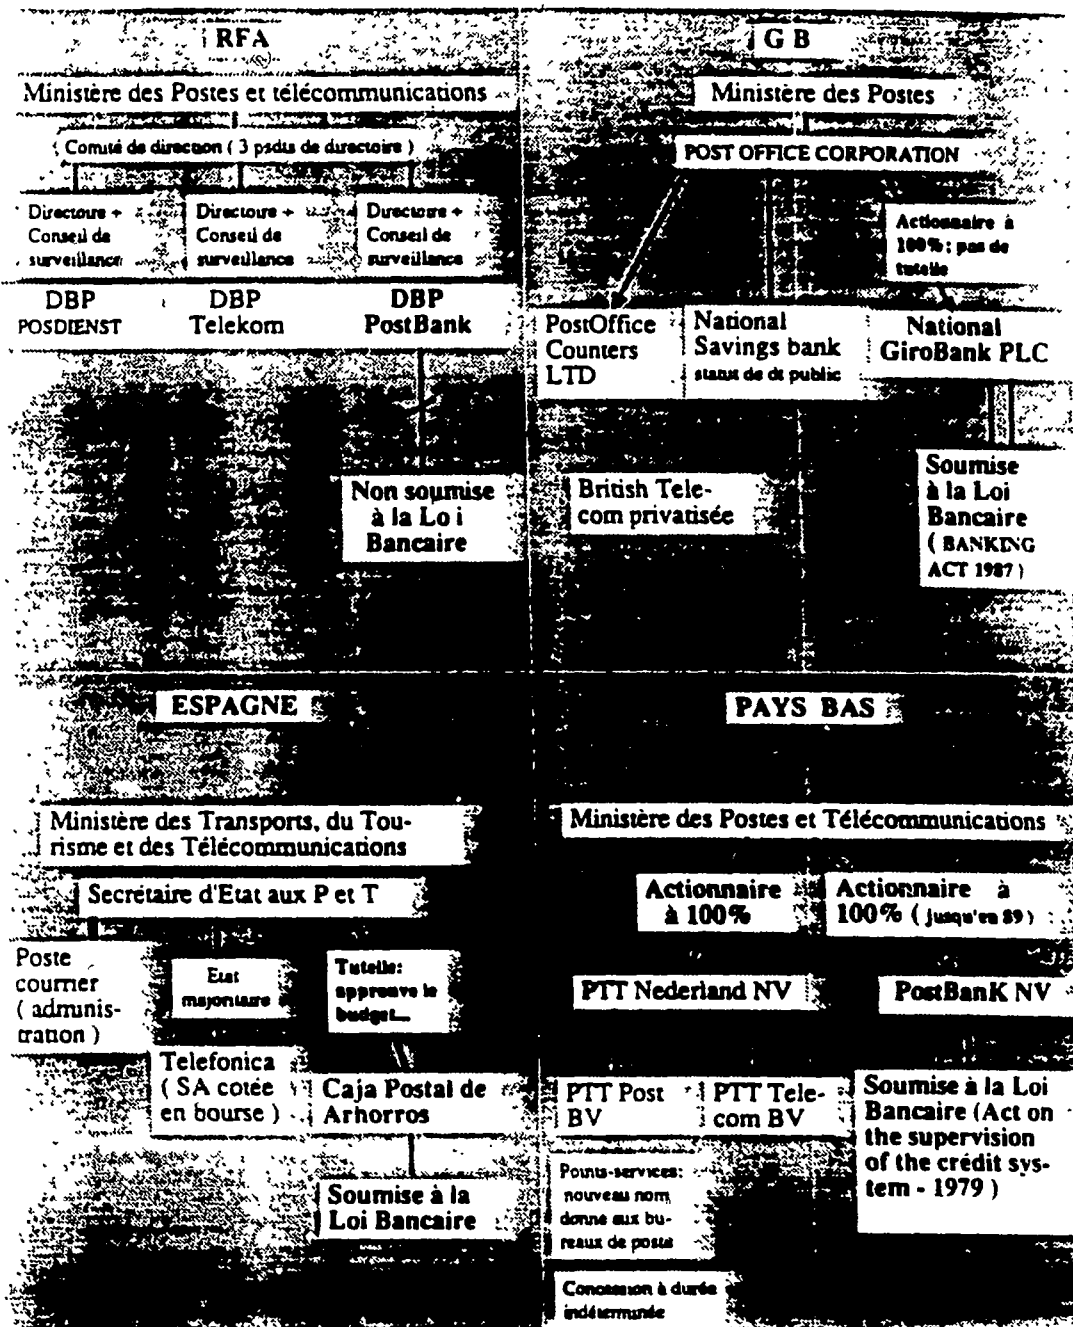 RFA
Ministère des Postes et télécommunications
Comité de direction ( 3 psdts de directoire )
Directoire +
Conseil de
surveillance
Directoire +
Conseil de
surveillance
Directoire +
Conseil de
surveillance
DBP
POSDIENST
DBP
Telekom
DBP
PostBank
Non soumise
à la Loi
Bancaire
G B
Ministère des Postes
POST OFFICE CORPORATION
Actionnaire à
100%; pas de
tutelle
PostOffice
Counters
LTD
National
Savings bank
status de dt public
National
GiroBank PLC
British Tele-
com privatisée
Soumise
à la Loi
Bancaire
( BANKING
ACT 1987 )
ESPAGNE
Ministère des Transports, du Tou-
risme et des Télécommunications
Secrétaire d'Etat aux P et T
Poste
courrier
( adminis-
tration )
Etat
majoritaire
Tutelle:
approuve le
budget...
Telefonica
( SA cotée
en bourse )
Caja Postal de
Arhorros
Soumise à la
Loi Bancaire
PAYS BAS
Ministère des Postes et Télécommunications
Actionnaire
à 100%
Actionnaire à
100% ( jusqu'en 89 )
PTT Nederland NV
PostBanK NV
PTT Post
BV
PTT Tele-
com BV
Soumise à la Loi
Bancaire (Act on
the supervision
of the crédit sys-
tem - 1979 )
Points-services:
nouveau nom
donné aux bu-
reaux de poste
Concession à durée
indéterminée